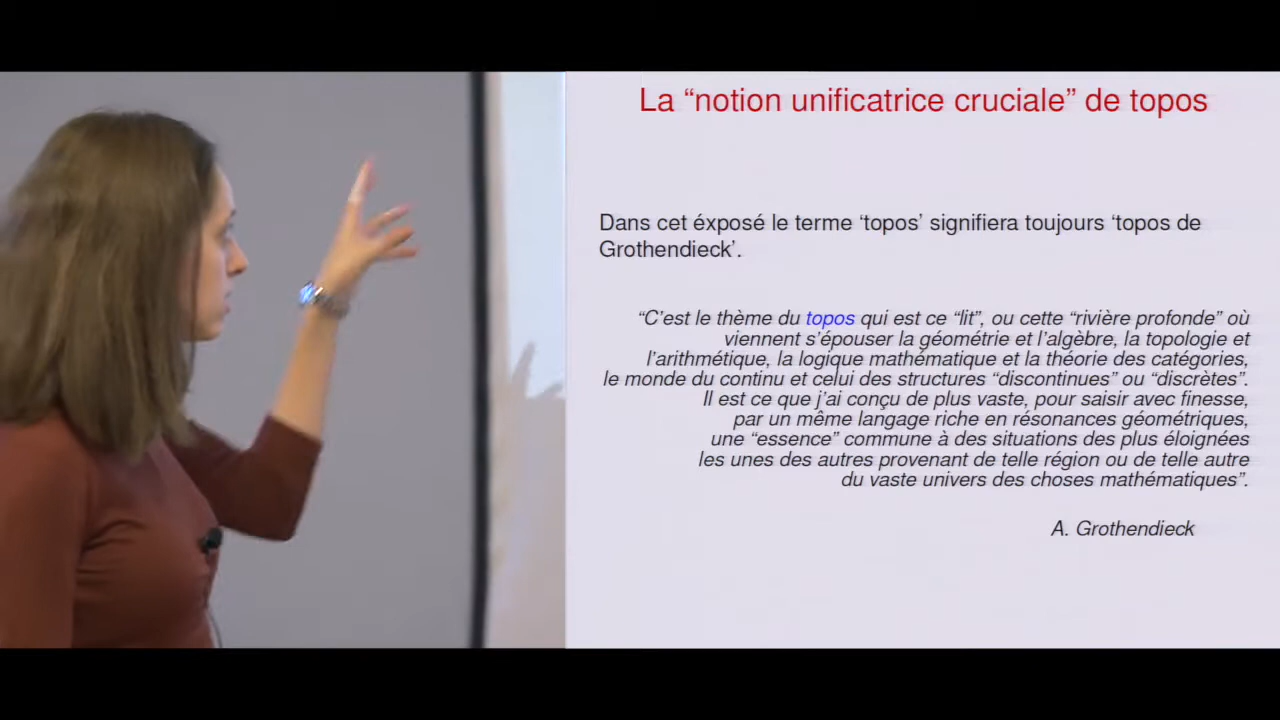 La “notion unificatrice cruciale” de topos
Dans cet éxposé le terme ‘topos’ signifiera toujours ‘topos de
Grothendieck’.
“C’est le thème du topos qui est ce “lit”, ou cette “rivière profonde” où
viennent s’épouser la géométrie et l’algèbre, la topologie et
l’arithmétique, la logique mathématique et la théorie des catégories,
le monde du continu et celui des structures “discontinues” ou “discrètes”.
Il est ce que j’ai conçu de plus vaste, pour saisir avec finesse,
par un même langage riche en résonances géométriques,
une “essence” commune à des situations des plus éloignées
les unes des autres provenant de telle région ou de telle autre
du vaste univers des choses mathématiques”.
A. Grothendieck